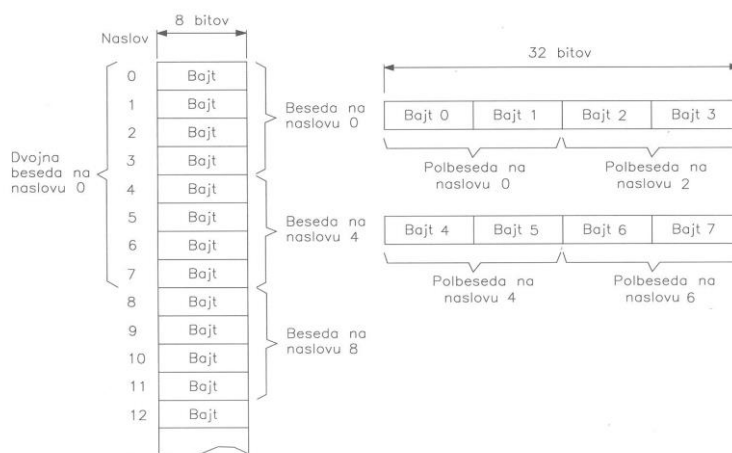 8 bitov
Naslov
0 Bajt
1 Bajt
2 Bajt
3 Bajt
4 Bajt
5 Bajt
6 Bajt
7 Bajt
8 Bajt
9 Bajt
10 Bajt
11 Bajt
12 Bajt
Dvojna
beseda na
naslovu 0
Beseda na
naslovu 0
Beseda na
naslovu 4
Beseda na
naslovu 8
32 bitov
Bajt 0 Bajt 1 Bajt 2 Bajt 3
Polbeseda na
naslovu 0
Polbeseda na
naslovu 2
Bajt 4 Bajt 5 Bajt 6 Bajt 7
Polbeseda na
naslovu 4
Polbeseda na
naslovu 6